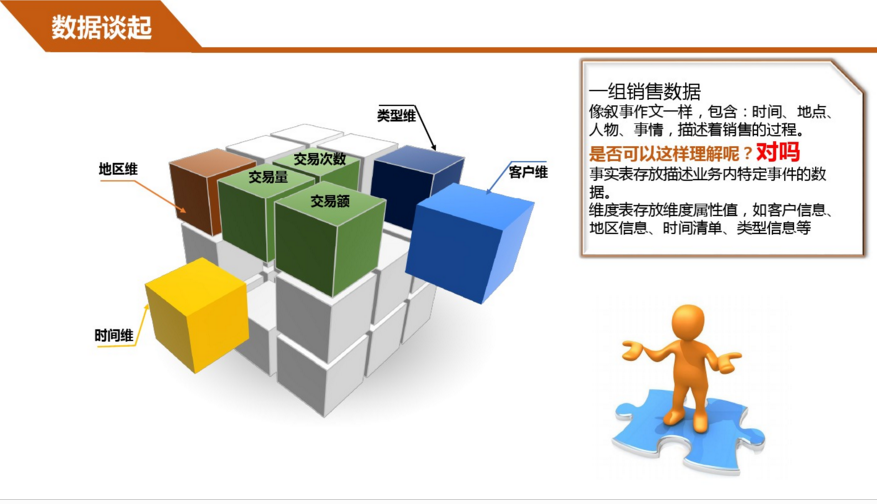 数据谈起
类型维
地区维
交易次数
交易量
客户维
交易额
时间维
一组销售数据
像叙事作文一样，包含：时间、地点、
人物、事情，描述着销售的过程。
是否可以这样理解呢？对吗
事实表存放描述业务内特定事件的数
据。
维度表存放维度属性值，如客户信息、
地区信息、时间清单、类型信息等